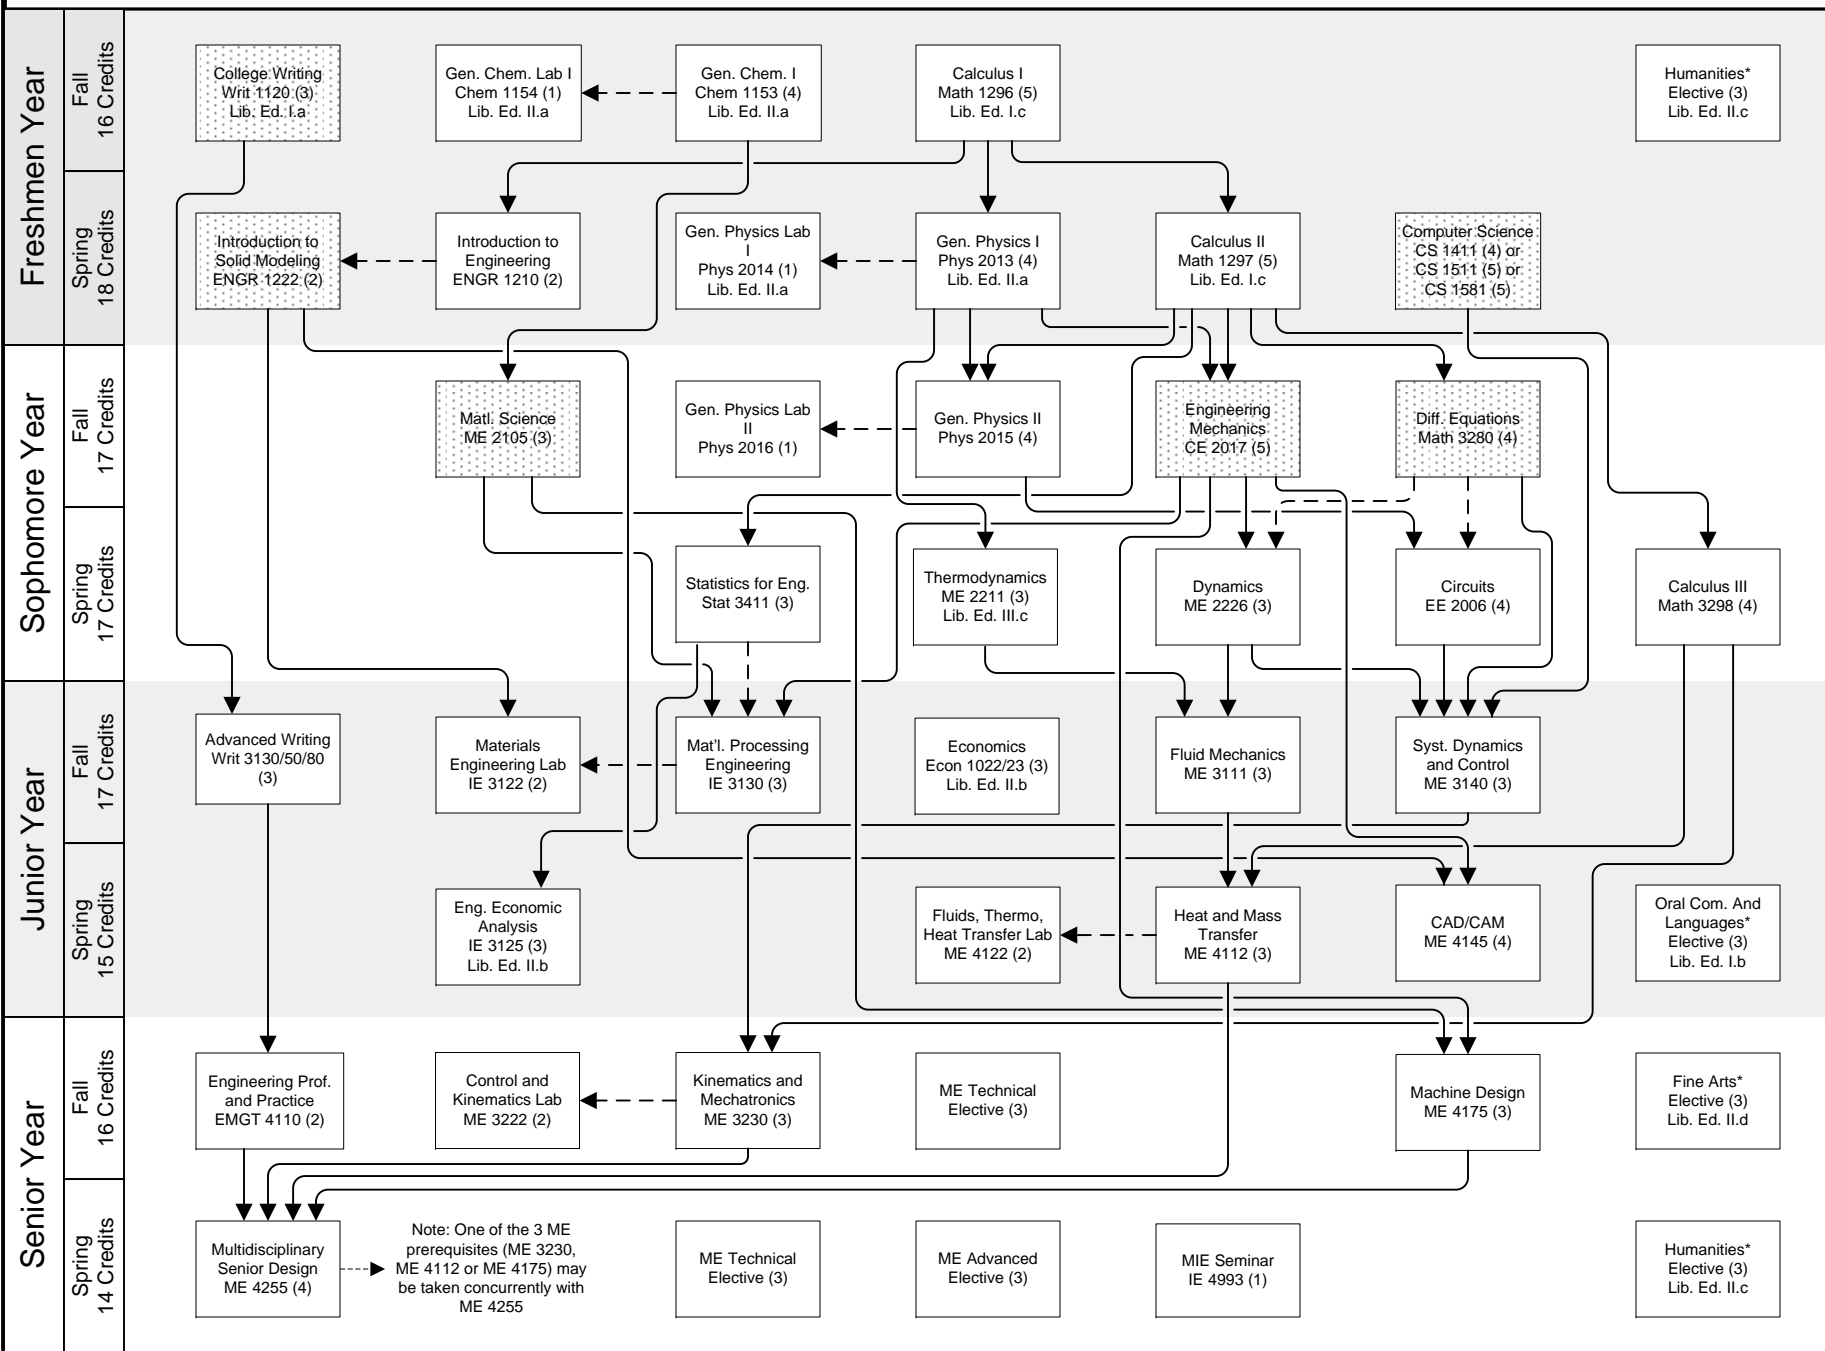 Freshmen Year
Fall
16 Credits
College Writing
Writ 1120 (3)
Lib. Ed. I.a
Gen. Chem. Lab I
Chem 1154 (1)
Lib. Ed. II.a
Gen. Chem. I
Chem 1153 (4)
Lib. Ed. II.a
Calculus I
Math 1296 (5)
Lib. Ed. I.c
Humanities*
Elective (3)
Lib. Ed. II.c
Spring
18 Credits
Introduction to
Solid Modeling
ENGR 1222 (2)
Introduction to
Engineering
ENGR 1210 (2)
Gen. Physics Lab
I
Phys 2014 (1)
Lib. Ed. II.a
Gen. Physics I
Phys 2013 (4)
Lib. Ed. II.a
Calculus II
Math 1297 (5)
Lib. Ed. I.c
Computer Science
CS 1411 (4) or
CS 1511 (5) or
CS 1581 (5)
Sophomore Year
Fall
17 Credits
Matl. Science
ME 2105 (3)
Gen. Physics Lab
II
Phys 2016 (1)
Gen. Physics II
Phys 2015 (4)
Engineering
Mechanics
CE 2017 (5)
Diff. Equations
Math 3280 (4)
Spring
17 Credits
Statistics for Eng.
Stat 3411 (3)
Thermodynamics
ME 2211 (3)
Lib. Ed. III.c
Dynamics
ME 2226 (3)
Circuits
EE 2006 (4)
Calculus III
Math 3298 (4)
Junior Year
Fall
17 Credits
Advanced Writing
Writ 3130/50/80
(3)
Materials
Engineering Lab
IE 3122 (2)
Mat'l. Processing
Engineering
IE 3130 (3)
Economics
Econ 1022/23 (3)
Lib. Ed. II.b
Fluid Mechanics
ME 3111 (3)
Syst. Dynamics
and Control
ME 3140 (3)
Spring
15 Credits
Eng. Economic
Analysis
IE 3125 (3)
Lib. Ed. II.b
Fluids, Thermo,
Heat Transfer Lab
ME 4122 (2)
Heat and Mass
Transfer
ME 4112 (3)
CAD/CAM
ME 4145 (4)
Oral Com. And
Languages*
Elective (3)
Lib. Ed. I.b
Senior Year
Fall
16 Credits
Engineering Prof.
and Practice
EMGT 4110 (2)
Control and
Kinematics Lab
ME 3222 (2)
Kinematics and
Mechatronics
ME 3230 (3)
ME Technical
Elective (3)
Machine Design
ME 4175 (3)
Fine Arts*
Elective (3)
Lib. Ed. II.d
Spring
14 Credits
Multidisciplinary
Senior Design
ME 4255 (4)
Note: One of the 3 ME
prerequisites (ME 3230,
ME 4112 or ME 4175) may
be taken concurrently with
ME 4255
ME Technical
Elective (3)
ME Advanced
Elective (3)
MIE Seminar
IE 4993 (1)
Humanities*
Elective (3)
Lib. Ed. II.c